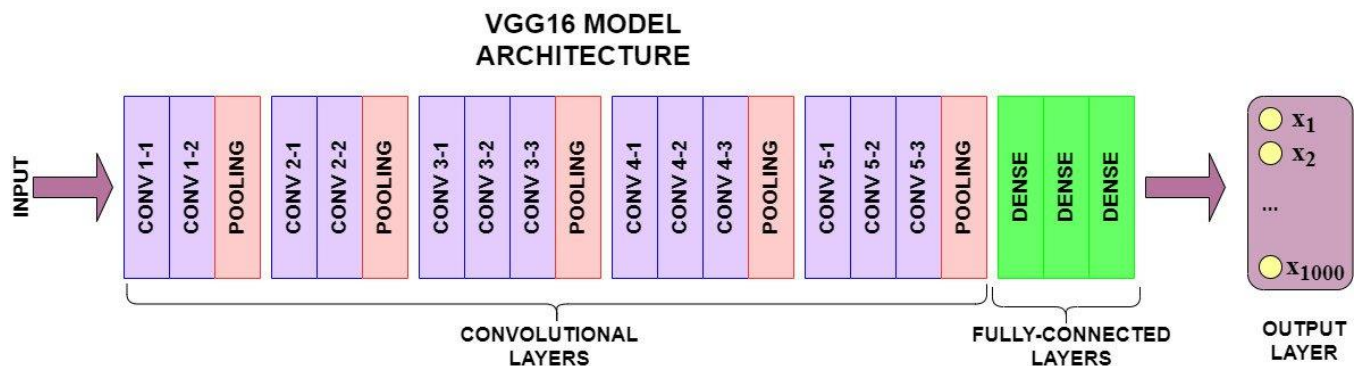 VGG16 MODEL
ARCHITECTURE
INPUT
CONV 1-1
CONV 1-2
POOLING
CONV 2-1
CONV 2-2
POOLING
CONV 3-1
CONV 3-2
CONV 3-3
POOLING
CONV 4-1
CONV 4-2
CONV 4-3
POOLING
CONV 5-1
CONV 5-2
CONV 5-3
POOLING
DENSE
DENSE
DENSE
x1
x2
...
x1000
CONVOLUTIONAL
LAYERS
FULLY-CONNECTED
LAYERS
OUTPUT
LAYER